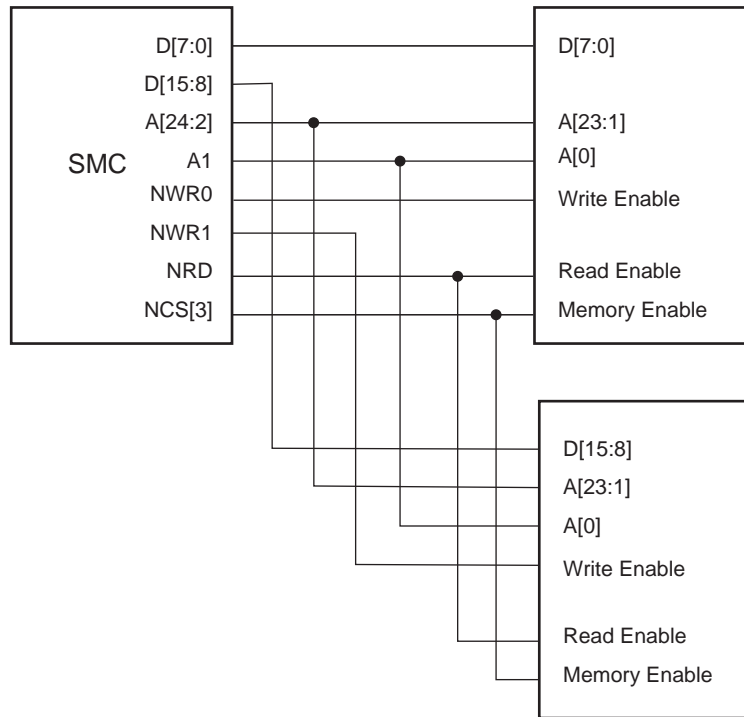 D[7:0]
D[15:8]
A[24:2]
SMC
A1
NWR0
NWR1
NRD
NCS[3]
D[7:0]
A[23:1]
A[0]
Write Enable
Read Enable
Memory Enable
D[15:8]
A[23:1]
A[0]
Write Enable
Read Enable
Memory Enable